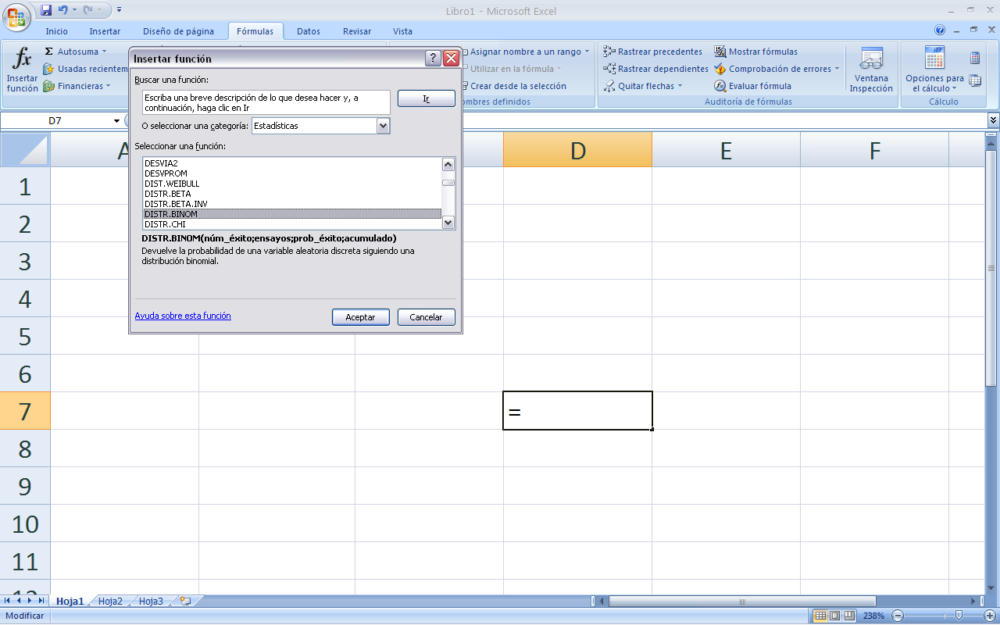 Libro1 - Microsoft Excel
Inicio Insertar Diseño de página Fórmulas Datos Revisar Vista
fx
Insertar función
Σ Autosuma
Usadas recientem
Financieras
Asignar nombre a un rango
Utilizar en la fórmula
Crear desde la selección
ombres definidos
Rastrear precedentes
Rastrear dependientes
Quitar flechas
Mostrar fórmulas
Comprobación de errores
Evaluar fórmula
Auditoría de fórmulas
Ventana
Inspección
Opciones para
el cálculo
Cálculo
D7
Insertar función
Buscar una función:
Escriba una breve descripción de lo que desea hacer y, a
continuación, haga clic en Ir
Ir
O seleccionar una categoría: Estadísticas
Seleccionar una función:
DESVIA2
DESVPROM
DIST.WEIBULL
DISTR.BETA
DISTR.BETA.INV
DISTR.BINOM
DISTR.CHI
DISTR.BINOM(núm_éxito;ensayos;prob_éxito;acumulado)
Devuelve la probabilidad de una variable aleatoria discreta siguiendo una
distribución binomial.
Ayuda sobre esta función
Aceptar Cancelar
A D E F
1
2
3
4
5
6
7 =
8
9
10
11
12
Hoja1 Hoja2 Hoja3
Modificar 238%